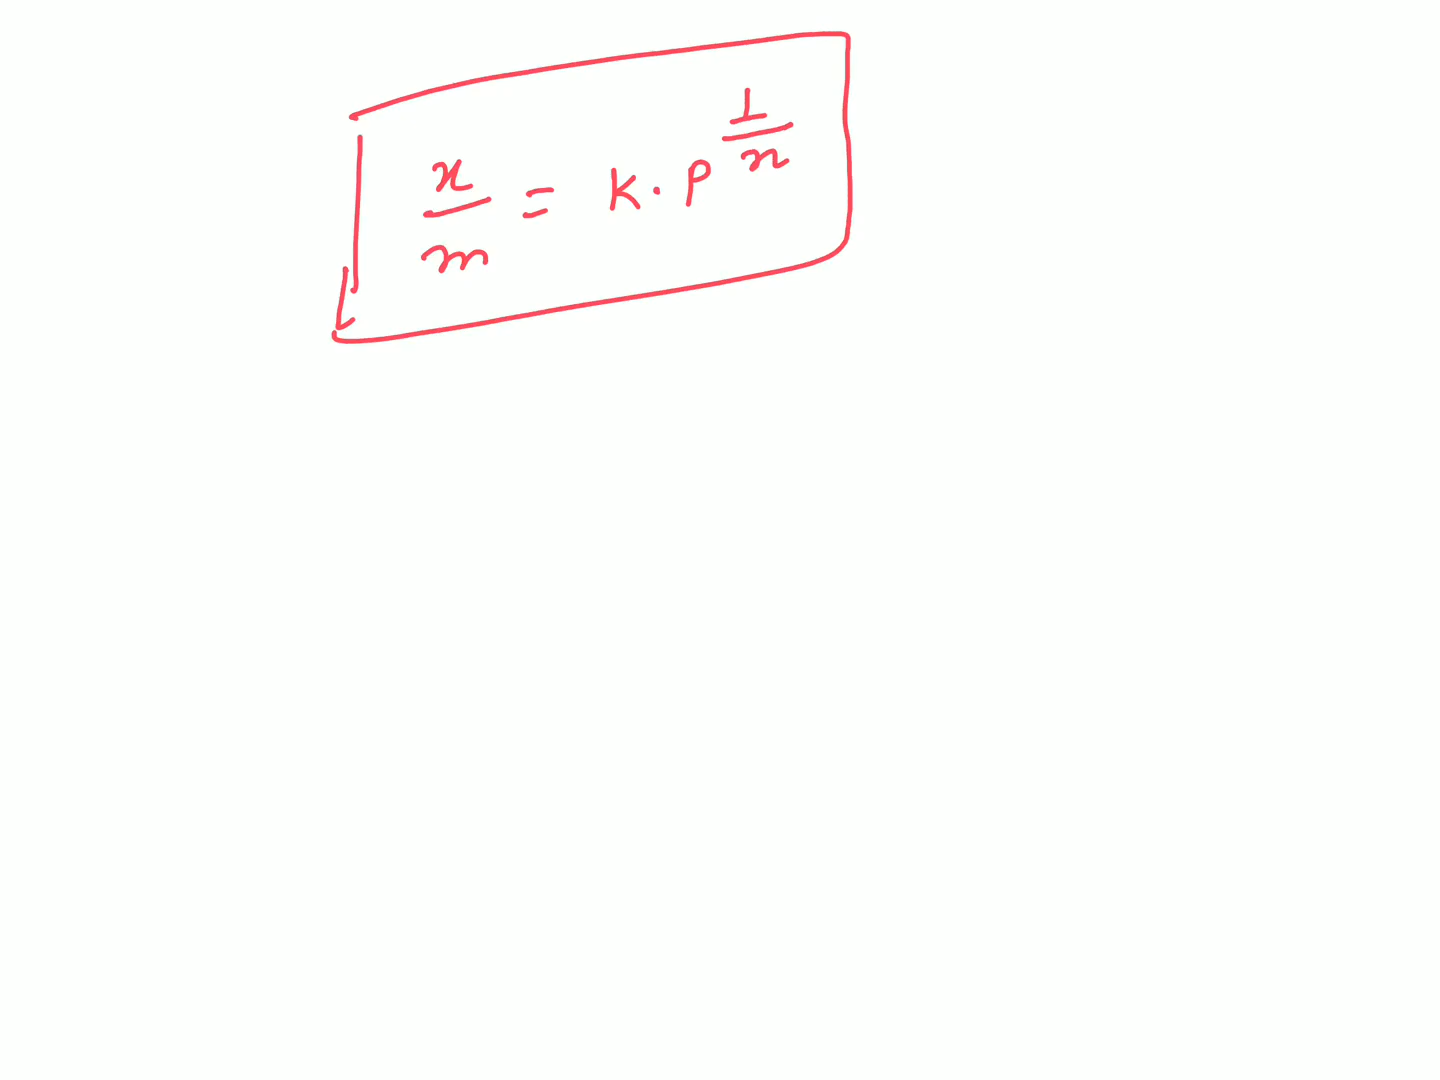 x/m = K . P^(1/n)